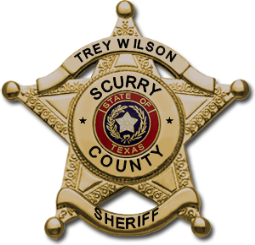 TREY WILSON
SCURRY
STATE OF
TEXAS
COUNTY
SHERIFF